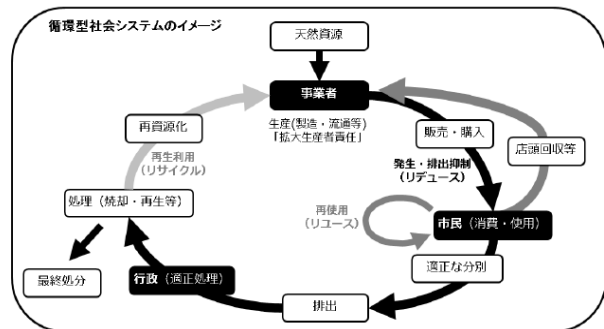 循環型社会システムのイメージ
天然資源
事業者
生産(製造・流通等)
「拡大生産者責任」
販売・購入
店頭回収等
発生・排出抑制
(リデュース)
再資源化
再生利用
(リサイクル)
処理（焼却・再生等）
再使用
(リユース)
市民（消費・使用）
適正な分別
最終処分
行政（適正処理）
排出